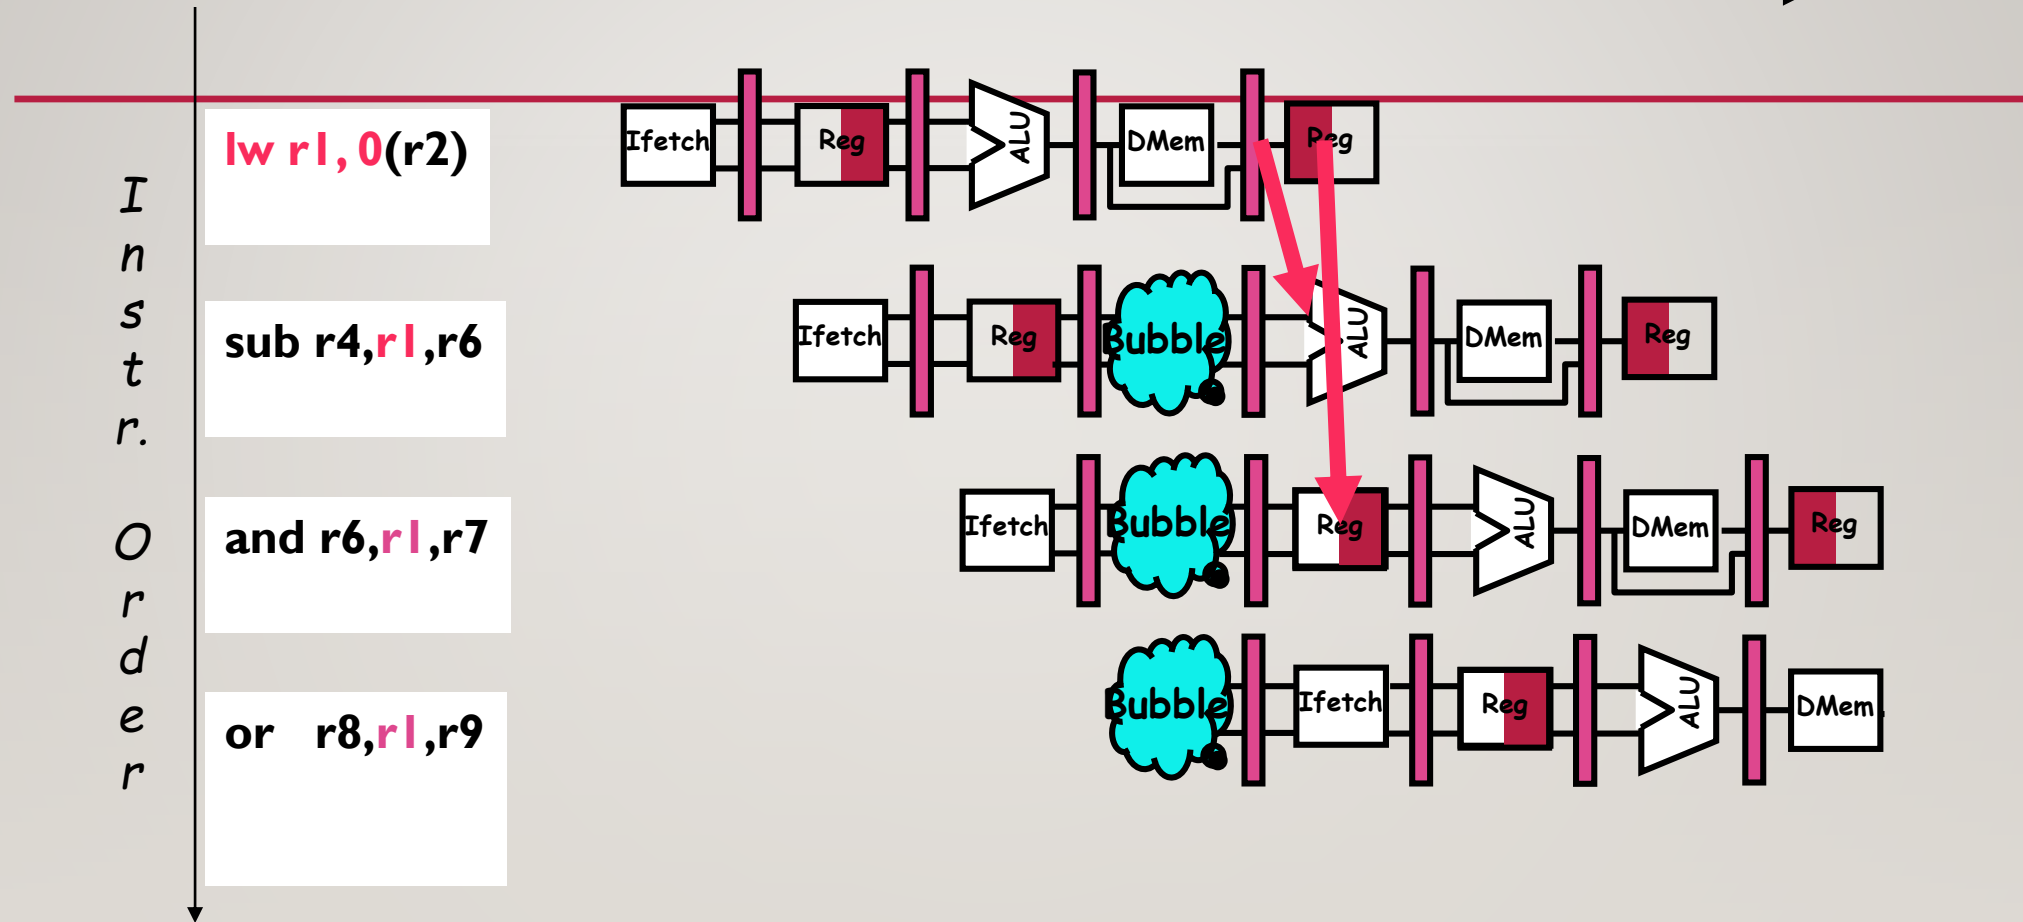 Instr. Order
lw r1, 0(r2)
Ifetch Reg ALU DMem Reg
sub r4,r1,r6
Ifetch Reg Bubble ALU DMem Reg
and r6,r1,r7
Ifetch Bubble Reg ALU DMem Reg
or r8,r1,r9
Bubble Ifetch Reg ALU DMem